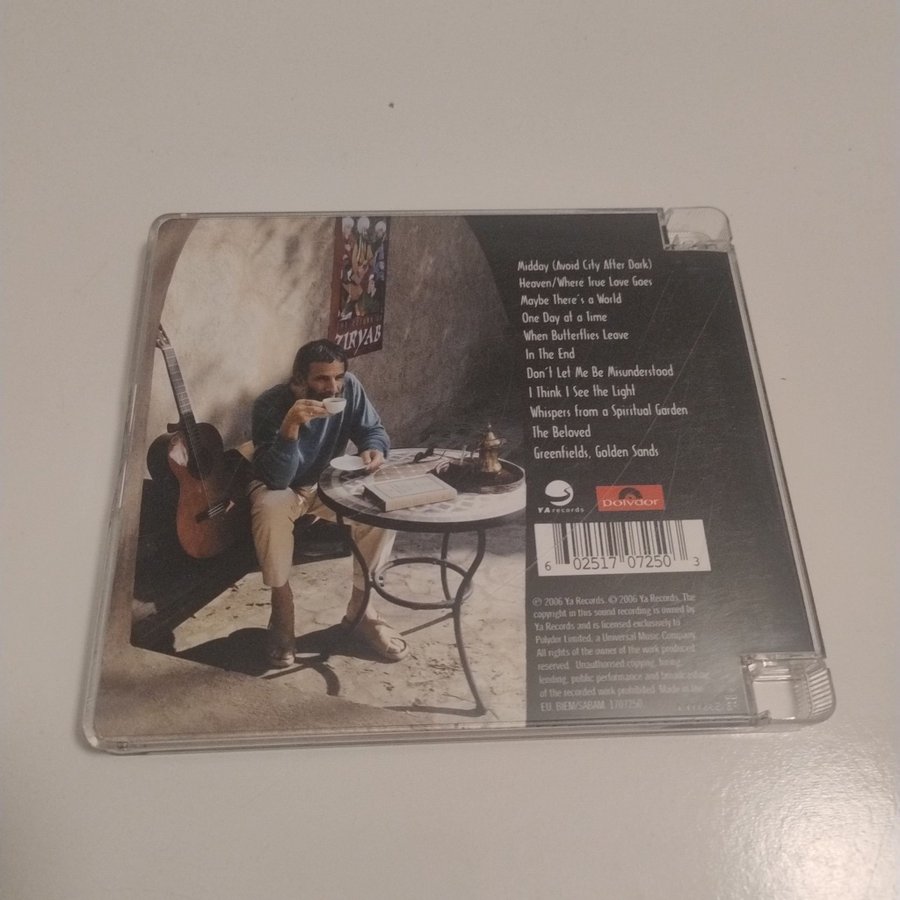 ZIRYAB
Midday (Avoid City After Dark)
Heaven/Where True Love Goes
Maybe There's a World
One Day at a Time
When Butterflies Leave
In The End
Don't Let Me Be Misunderstood
I Think I See the Light
Whispers from a Spiritual Garden
The Beloved
Greenfields, Golden Sands
YA records
Polydor
6 02517 07250 3
℗ 2006 Ya Records. © 2006 Ya Records. The
copyright in this sound recording is owned by
Ya Records and is licensed exclusively to
Polydor Limited, a Universal Music Company.
All rights of the owner of the work produced
reserved. Unauthorised copying, hiring,
lending, public performance and broadcasting
of the recorded work prohibited. Made in the
EU. BIEM/SABAM. 1707250